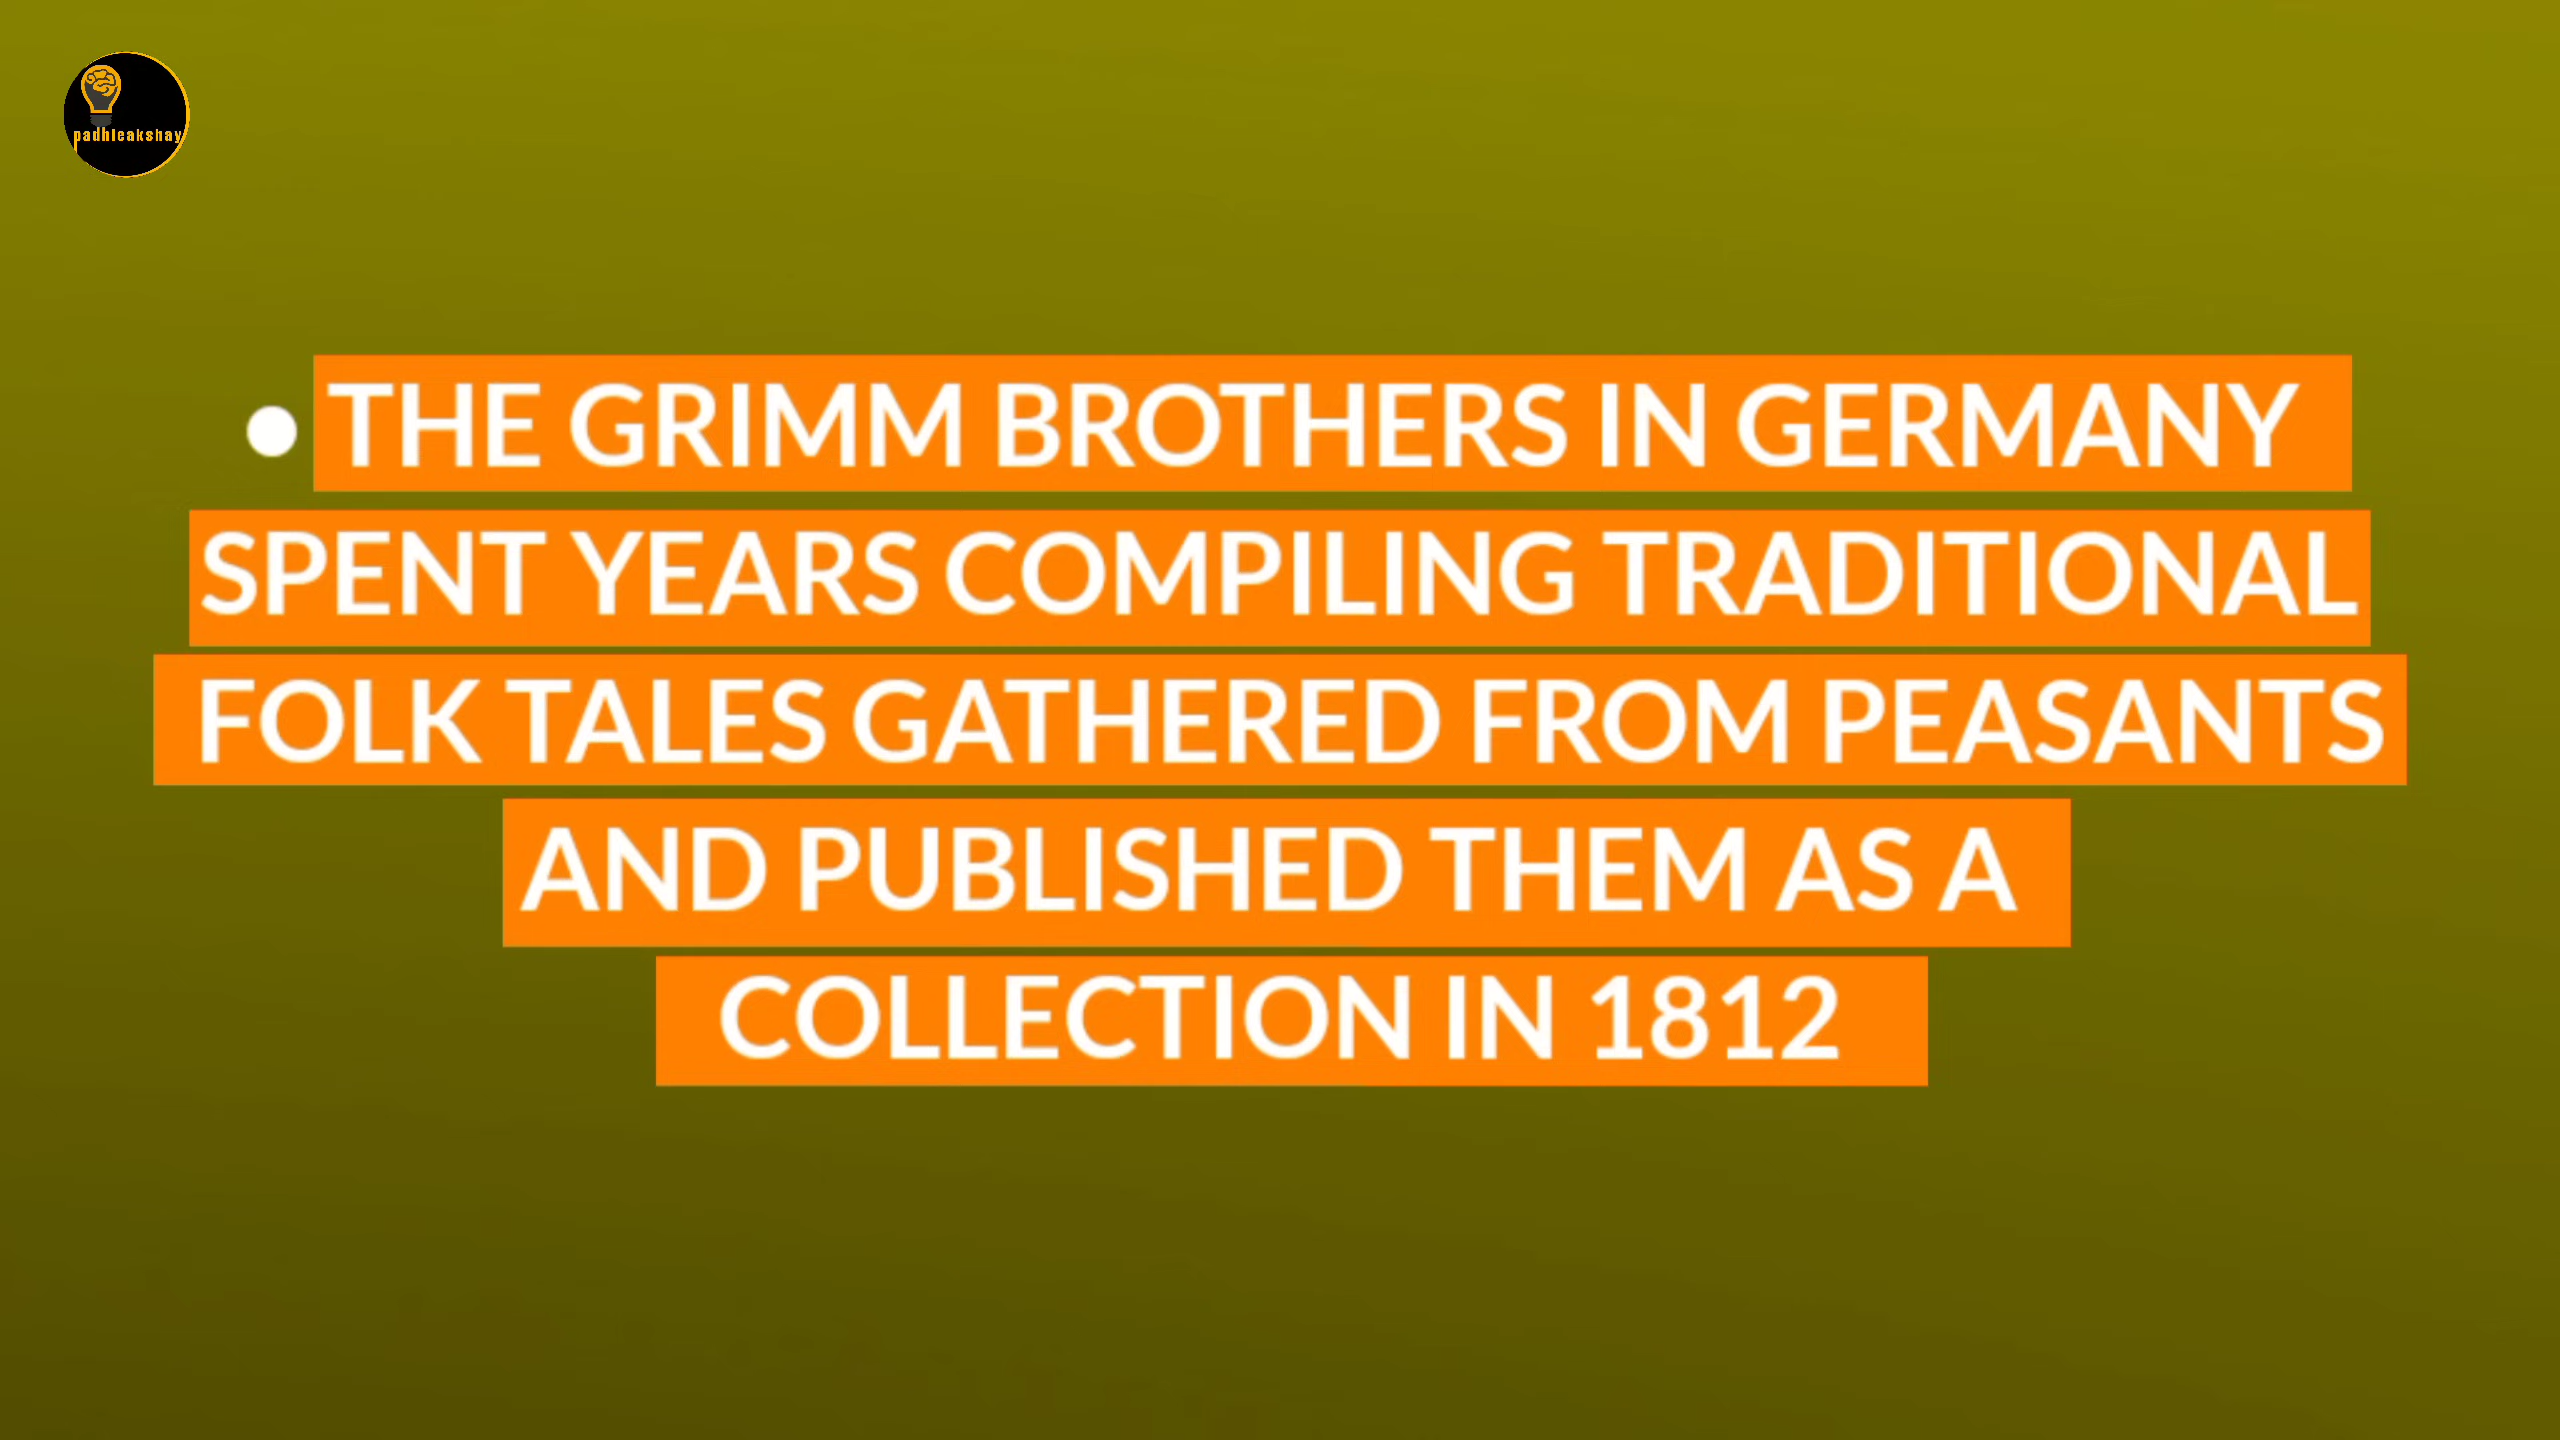 padhleakshay
• THE GRIMM BROTHERS IN GERMANY
SPENT YEARS COMPILING TRADITIONAL
FOLK TALES GATHERED FROM PEASANTS
AND PUBLISHED THEM AS A
COLLECTION IN 1812